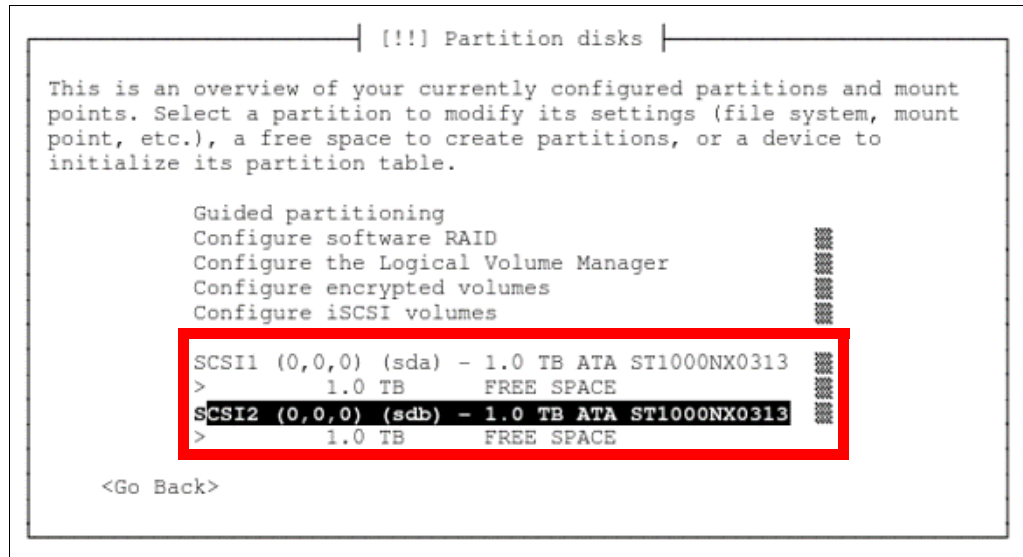 [!!] Partition disks
This is an overview of your currently configured partitions and mount
points. Select a partition to modify its settings (file system, mount
point, etc.), a free space to create partitions, or a device to
initialize its partition table.
Guided partitioning
Configure software RAID
Configure the Logical Volume Manager
Configure encrypted volumes
Configure iSCSI volumes
SCSI1 (0,0,0) (sda) - 1.0 TB ATA ST1000NX0313
> 1.0 TB FREE SPACE
SCSI2 (0,0,0) (sdb) - 1.0 TB ATA ST1000NX0313
> 1.0 TB FREE SPACE
<Go Back>